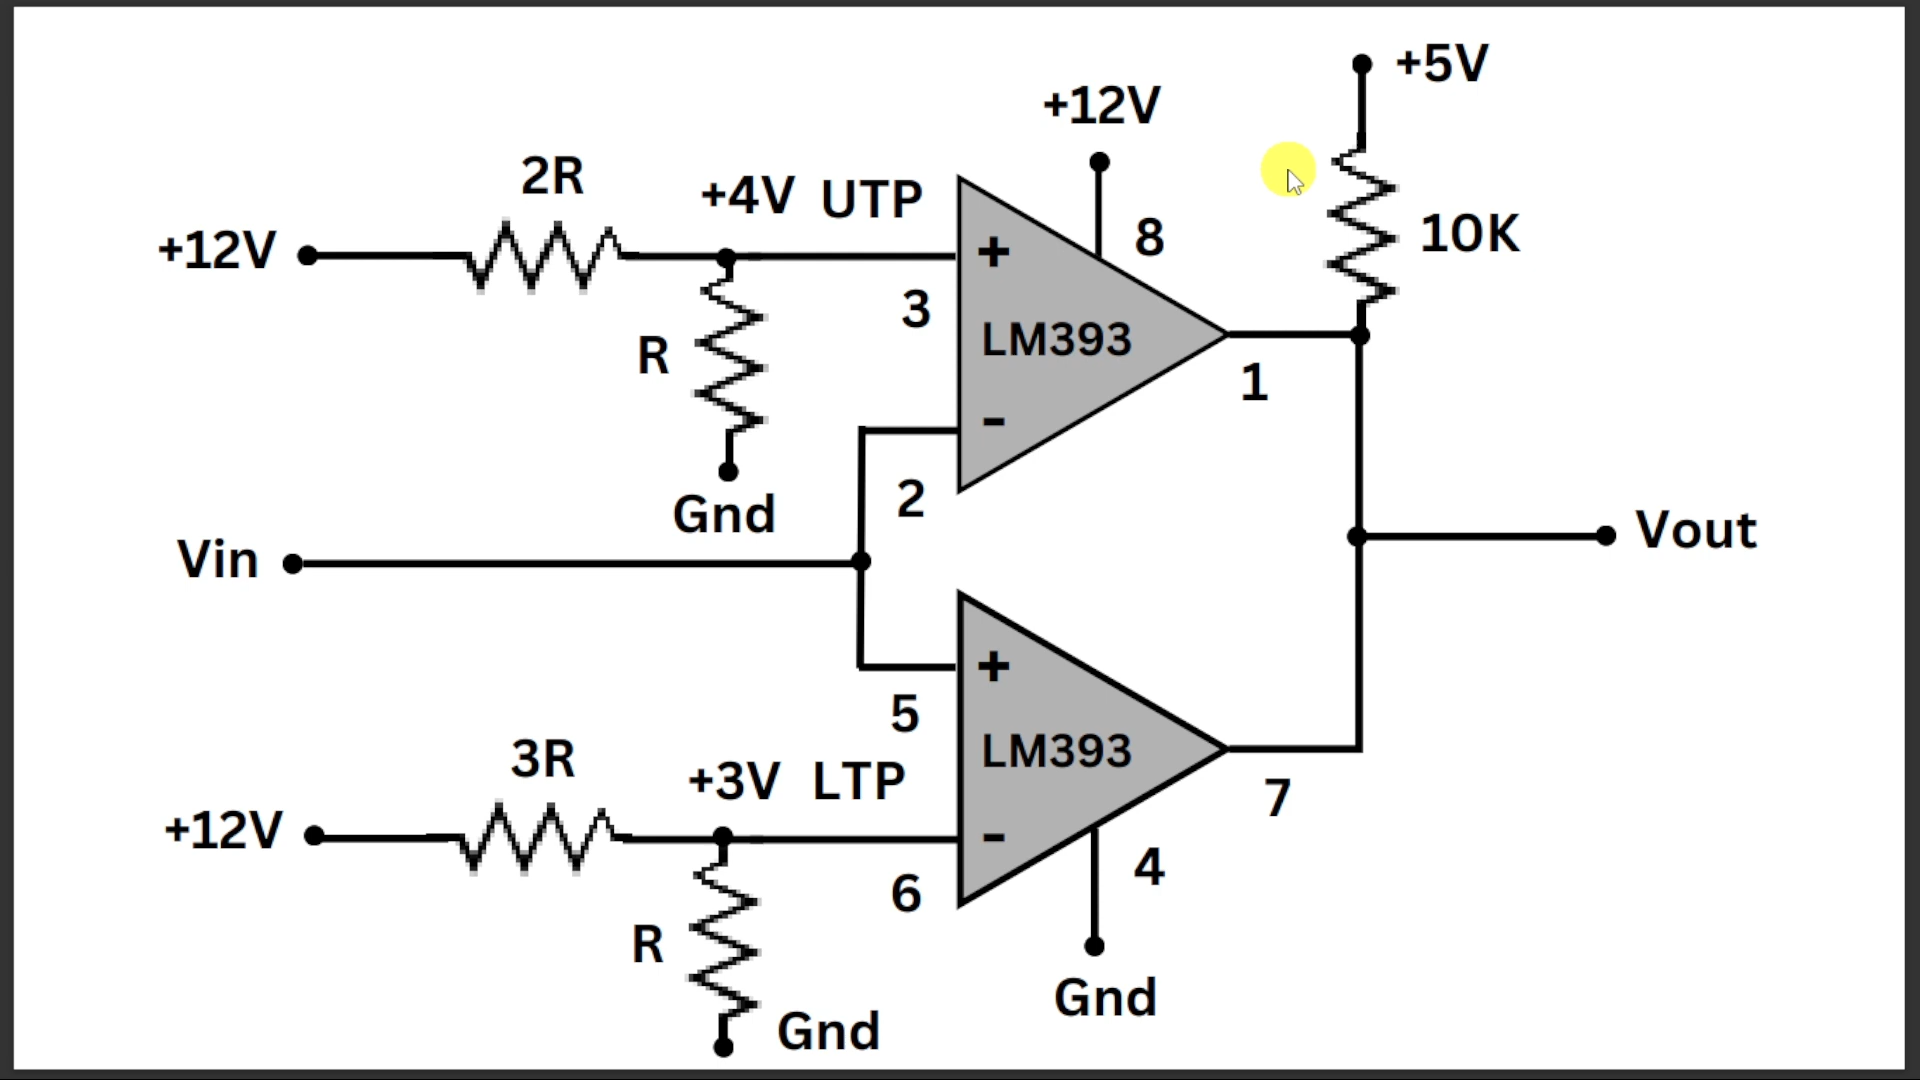 +5V
+12V
2R
+4V UTP
+12V
+
8
10K
3
LM393
R
1
-
2
Gnd
Vin
Vout
+
5
LM393
3R
+3V LTP
7
+12V
-
4
6
R
Gnd
Gnd